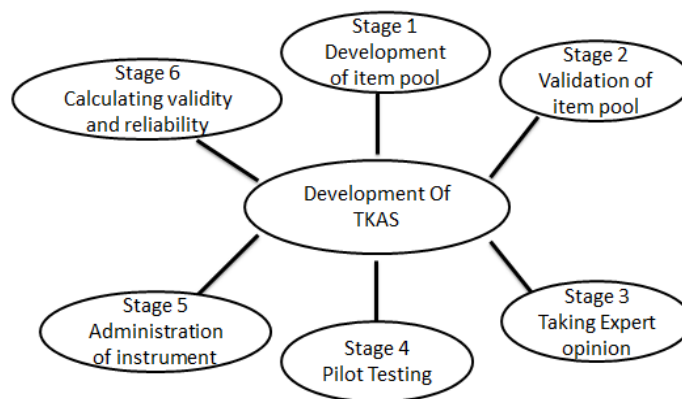 Stage 1
Development
of item pool
Stage 2
Validation of
item pool
Stage 6
Calculating validity
and reliability
Development Of
TKAS
Stage 5
Administration
of instrument
Stage 4
Pilot Testing
Stage 3
Taking Expert
opinion